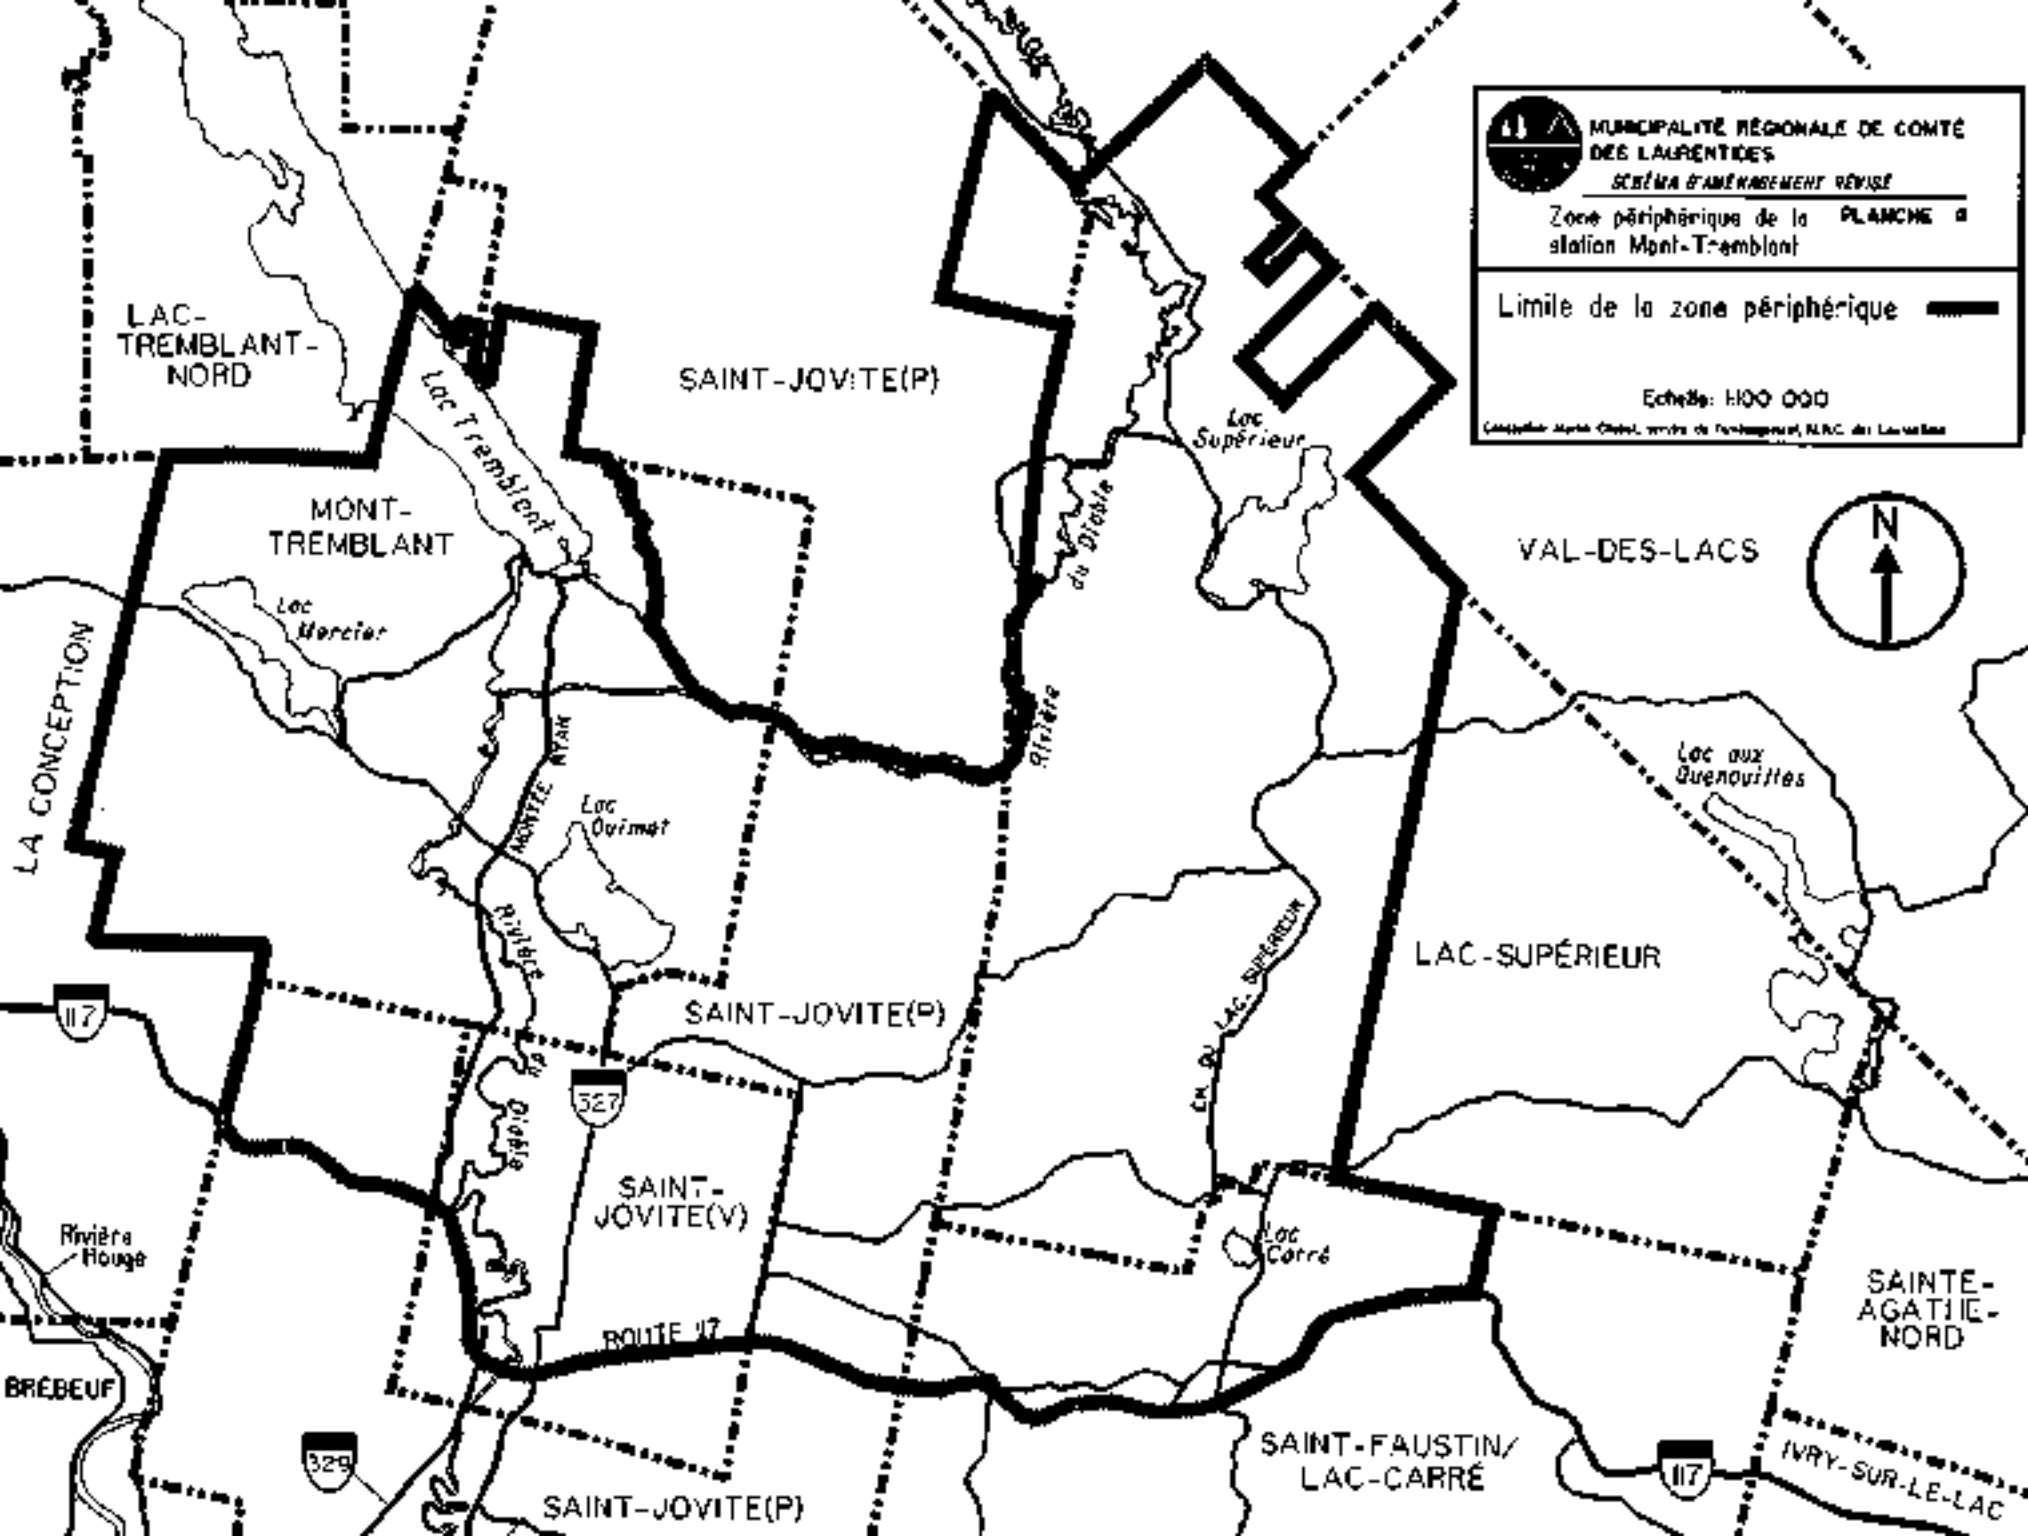 MUNICIPALITÉ RÉGIONALE DE COMTÉ
DES LAURENTIDES
SCHÉMA D'AMÉNAGEMENT RÉVISÉ
Zone périphérique de la PLANCHE
station Mont-Tremblant
Limite de la zone périphérique
Echelle: 1:100 000
LAC-
TREMBLANT-
NORD
SAINT-JOVITE(P)
Lac Tremblant
Lac
Supérieur
MONT-
TREMBLANT
du Diable
VAL-DES-LACS
N
Lac
Mercier
LA CONCEPTION
Rivière
MONTÉE RYAN
Lac aux
Quenouilles
Lac
Ouimet
Rivière
CH. DU LAC-SUPÉRIEUR
LAC-SUPÉRIEUR
117
SAINT-JOVITE(P)
du
Diable
327
SAINT-
JOVITE(V)
Rivière
Rouge
Lac
Carré
SAINTE-
AGATHE-
NORD
ROUTE 117
BRÉBEUF
329
SAINT-FAUSTIN/
LAC-CARRÉ
117
IVRY-SUR-LE-LAC
SAINT-JOVITE(P)